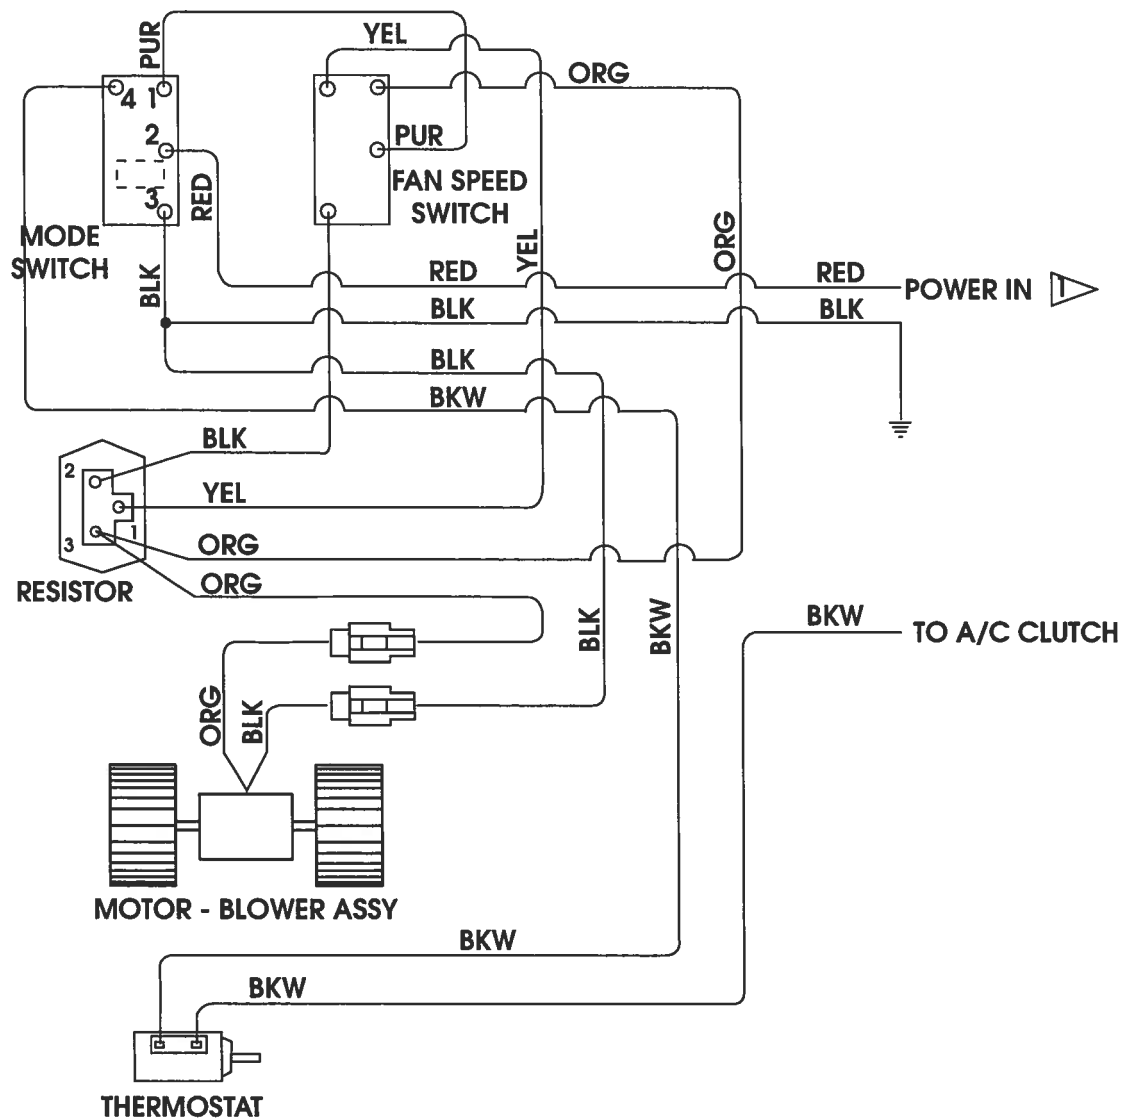 PUR
YEL
ORG
4 1
2
PUR
3
RED
FAN SPEED
SWITCH
MODE
SWITCH
BLK
YEL
ORG
RED
RED
POWER IN 1
BLK
BLK
BLK
BKW
BLK
2
YEL
1
3
ORG
ORG
RESISTOR
BLK
BKW
BKW
TO A/C CLUTCH
ORG
BLK
MOTOR - BLOWER ASSY
BKW
BKW
THERMOSTAT